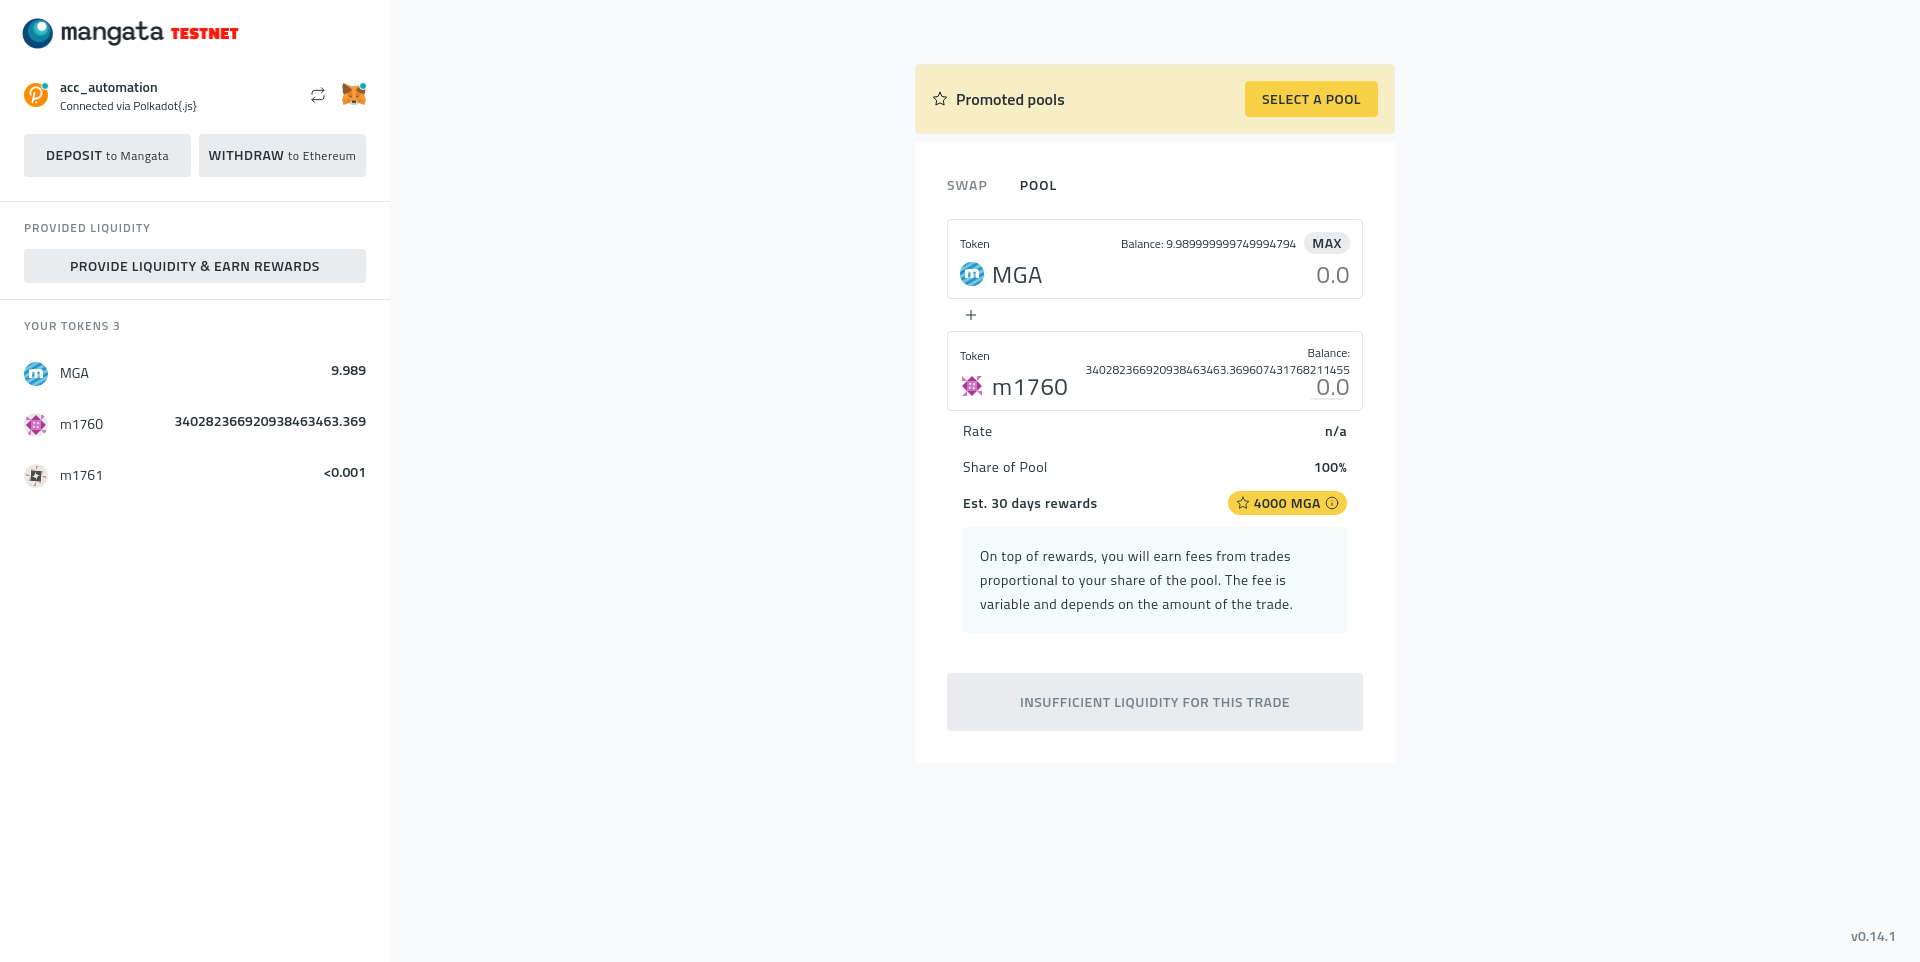 mangata TESTNET
acc_automation
Connected via Polkadot{.js}
DEPOSIT to Mangata
WITHDRAW to Ethereum
PROVIDED LIQUIDITY
PROVIDE LIQUIDITY & EARN REWARDS
YOUR TOKENS 3
MGA 9.989
m1760 340282366920938463463.369
m1761 <0.001
Promoted pools
SELECT A POOL
SWAP POOL
Token Balance: 9.989999999749994794 MAX
MGA 0.0
+
Token Balance:
340282366920938463463.369607431768211455
m1760 0.0
Rate n/a
Share of Pool 100%
Est. 30 days rewards 4000 MGA
On top of rewards, you will earn fees from trades
proportional to your share of the pool. The fee is
variable and depends on the amount of the trade.
INSUFFICIENT LIQUIDITY FOR THIS TRADE
v0.14.1